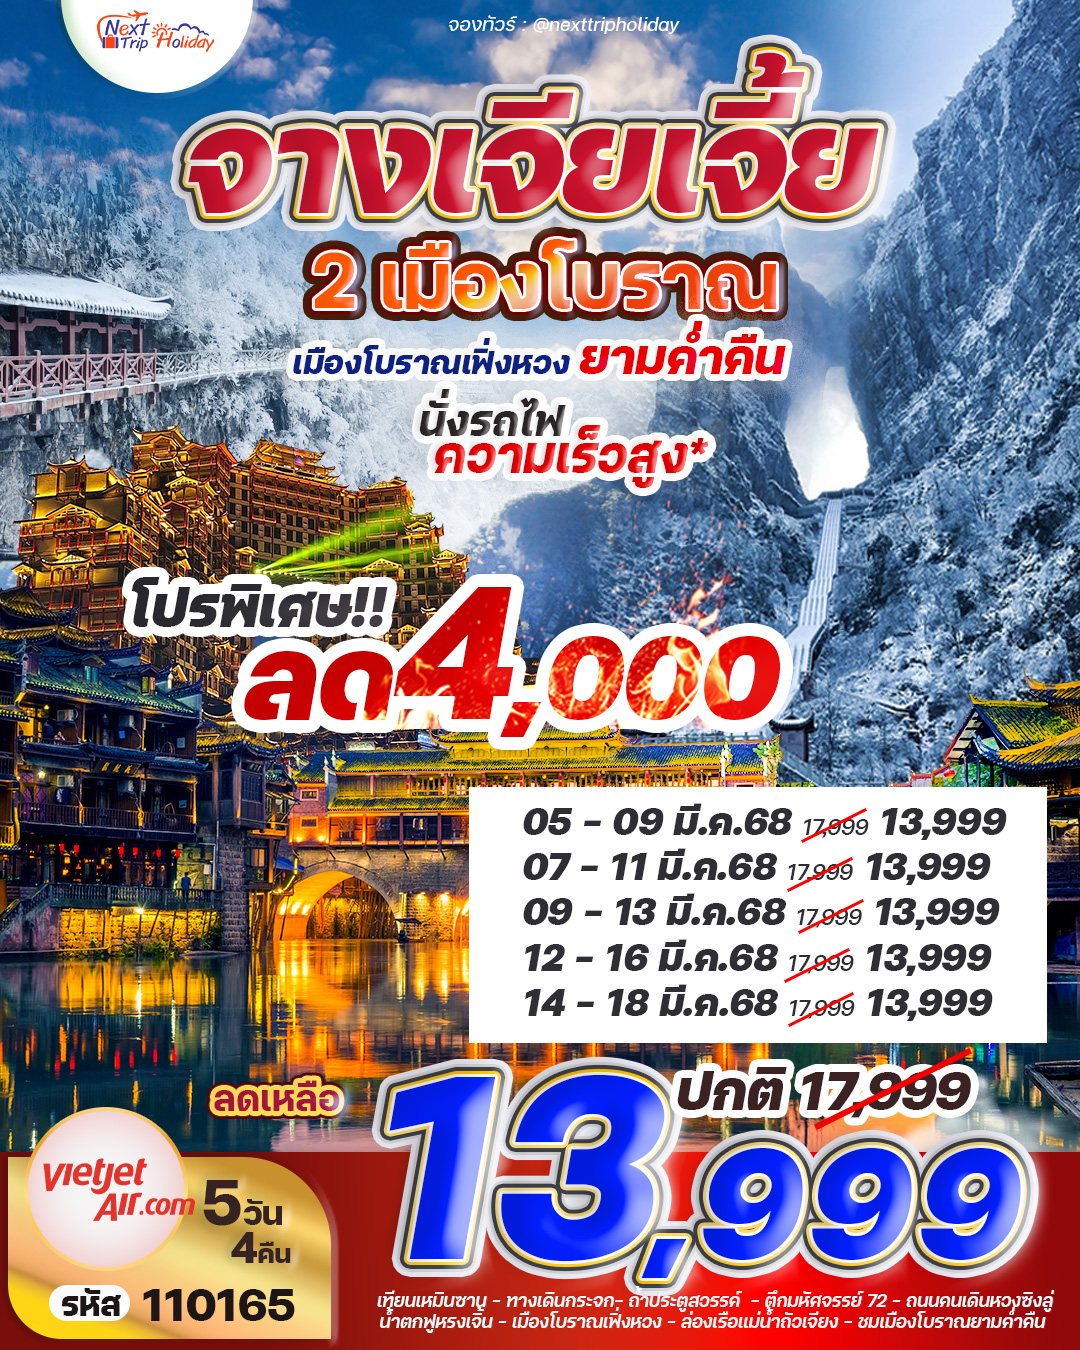 Next Trip Holiday
จองทัวร์ : @nexttripholiday
จางเจียเจี้ย
2 เมืองโบราณ
เมืองโบราณเฟิ่งหวง ยามค่ำคืน
นั่งรถไฟ
ความเร็วสูง*
โปรพิเศษ!!
ลด 4,000
05 - 09 มี.ค.68 17,999 13,999
07 - 11 มี.ค.68 17,999 13,999
09 - 13 มี.ค.68 17,999 13,999
12 - 16 มี.ค.68 17,999 13,999
14 - 18 มี.ค.68 17,999 13,999
ปกติ 17,999
ลดเหลือ
13,999
vietjet Air.com
5 วัน
4 คืน
รหัส 110165
เทียนเหมินซาน - ทางเดินกระจก- ถ้ำประตูสวรรค์ - ตึกมหัศจรรย์ 72 - ถนนคนเดินหวงซิงลู่
น้ำตกฟูหรงเจิ้น - เมืองโบราณเฟิ่งหวง - ล่องเรือแม่น้ำถัวเจียง - ชมเมืองโบราณยามค่ำคืน